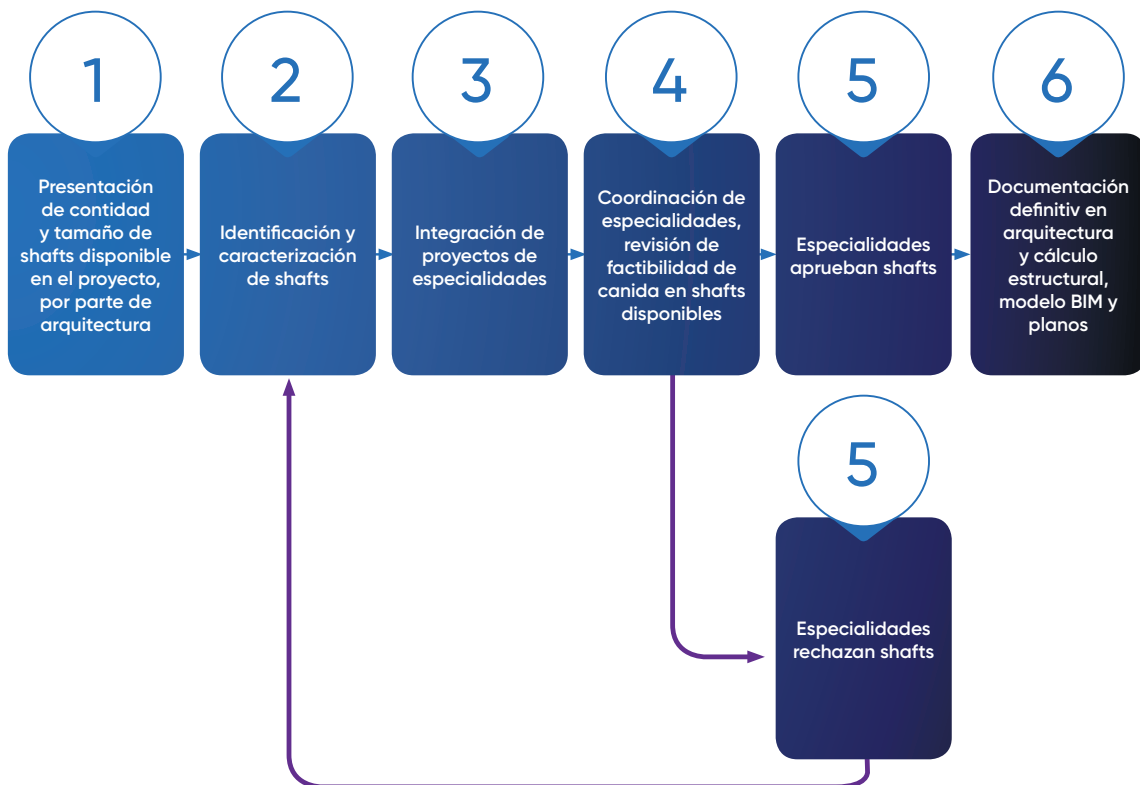 1
Presentación
de contidad
y tamaño de
shafts disponible
en el proyecto,
por parte de
arquitectura
2
Identificación y
caracterización
de shafts
3
Integración de
proyectos de
especialidades
4
Coordinación de
especialidades,
revisión de
factibilidad de
canida en shafts
disponibles
5
Especialidades
aprueban shafts
6
Documentación
definitiv en
arquitectura
y cálculo
estructural,
modelo BIM y
planos
5
Especialidades
rechazan shafts